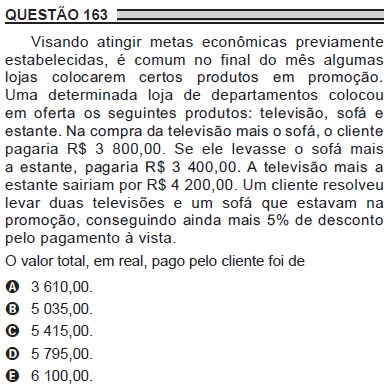 QUESTÃO 163
Visando atingir metas econômicas previamente
estabelecidas, é comum no final do mês algumas
lojas colocarem certos produtos em promoção.
Uma determinada loja de departamentos colocou
em oferta os seguintes produtos: televisão, sofá e
estante. Na compra da televisão mais o sofá, o cliente
pagaria R$ 3 800,00. Se ele levasse o sofá mais
a estante, pagaria R$ 3 400,00. A televisão mais a
estante sairiam por R$ 4 200,00. Um cliente resolveu
levar duas televisões e um sofá que estavam na
promoção, conseguindo ainda mais 5% de desconto
pelo pagamento à vista.
O valor total, em real, pago pelo cliente foi de
A 3 610,00.
B 5 035,00.
C 5 415,00.
D 5 795,00.
E 6 100,00.